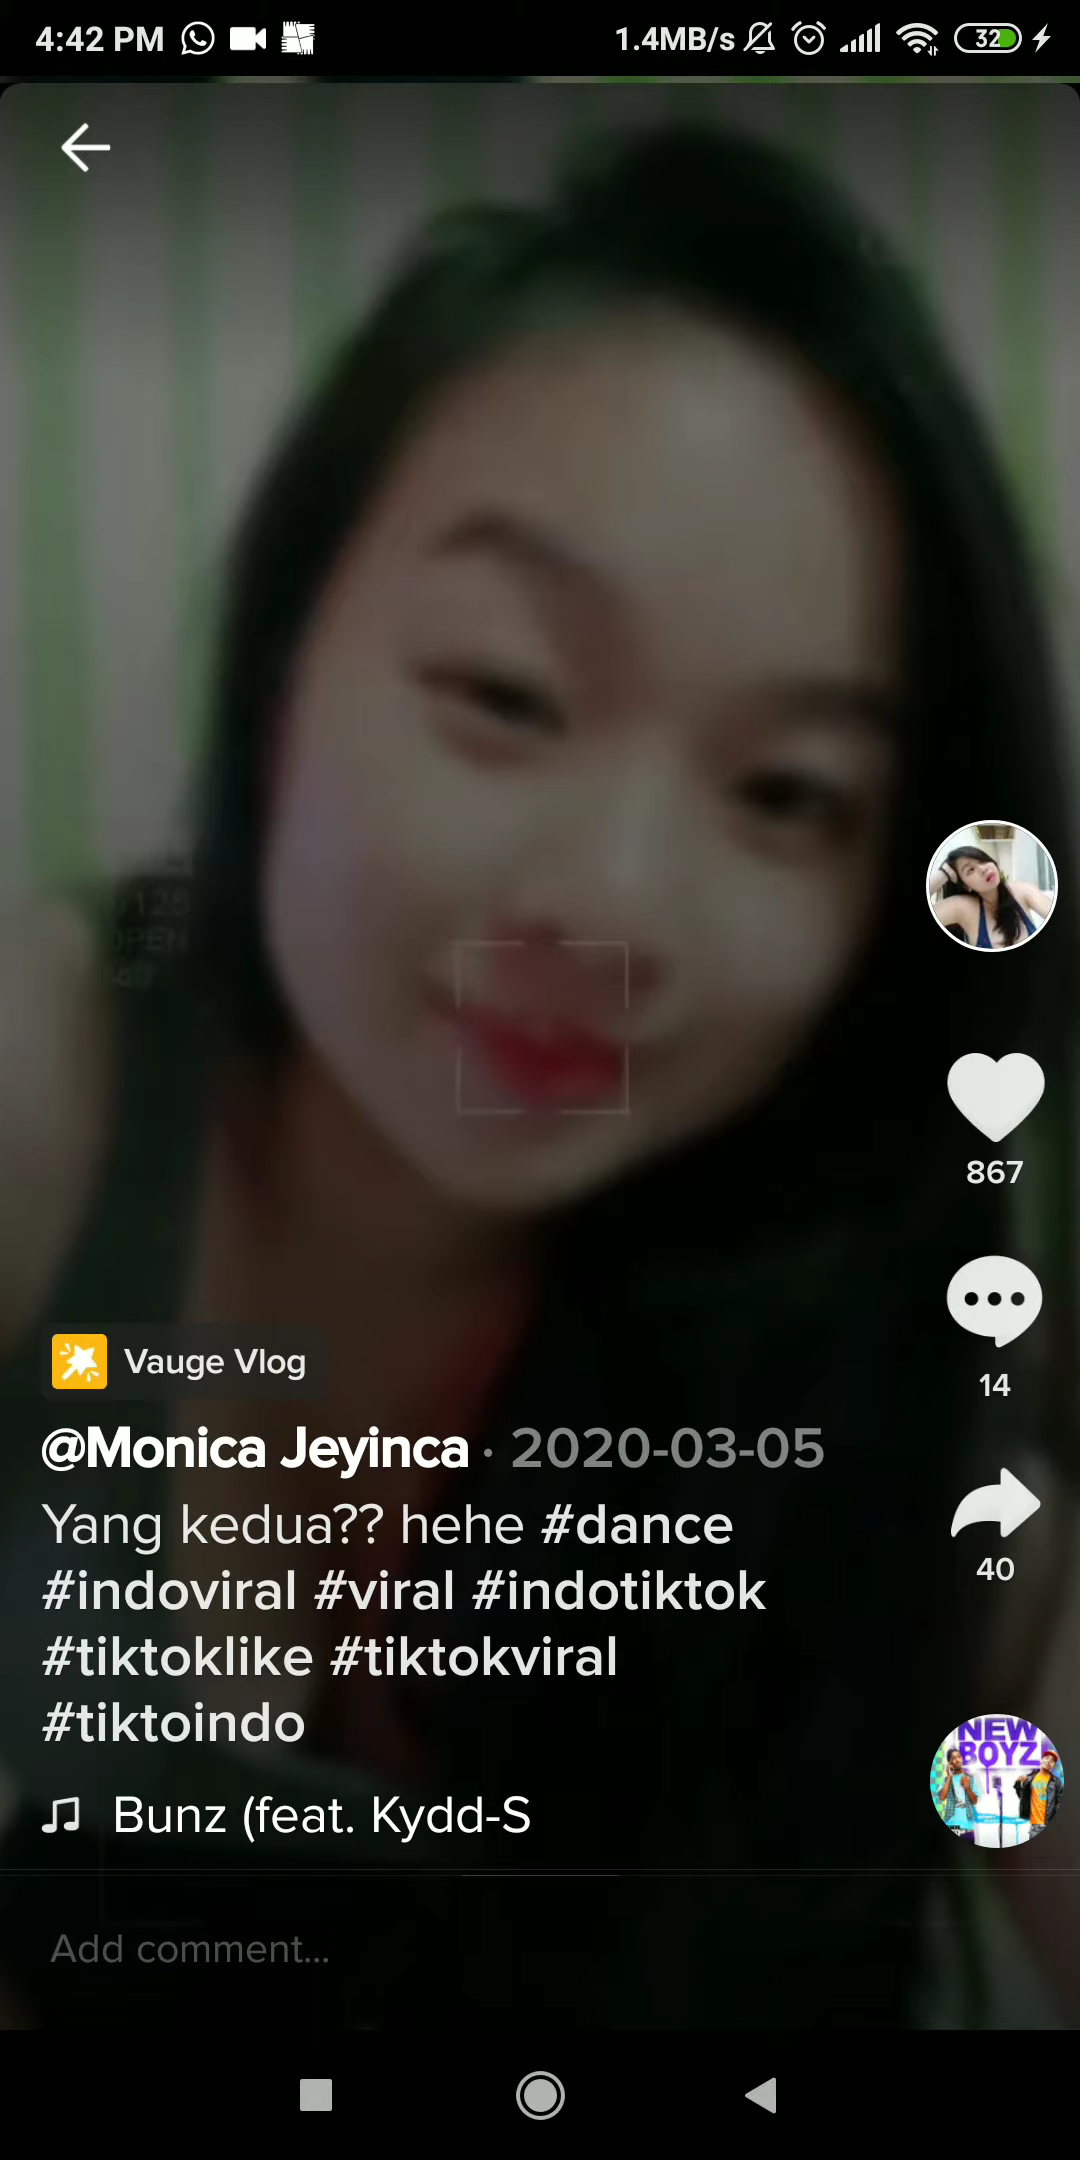 4:42 PM
1.4MB/s
32
867
14
Vauge Vlog
@Monica Jeyinca · 2020-03-05
Yang kedua?? hehe #dance
#indoviral #viral #indotiktok
#tiktoklike #tiktokviral
#tiktoindo
40
NEW
BOYZ
Bunz (feat. Kydd-S
Add comment...